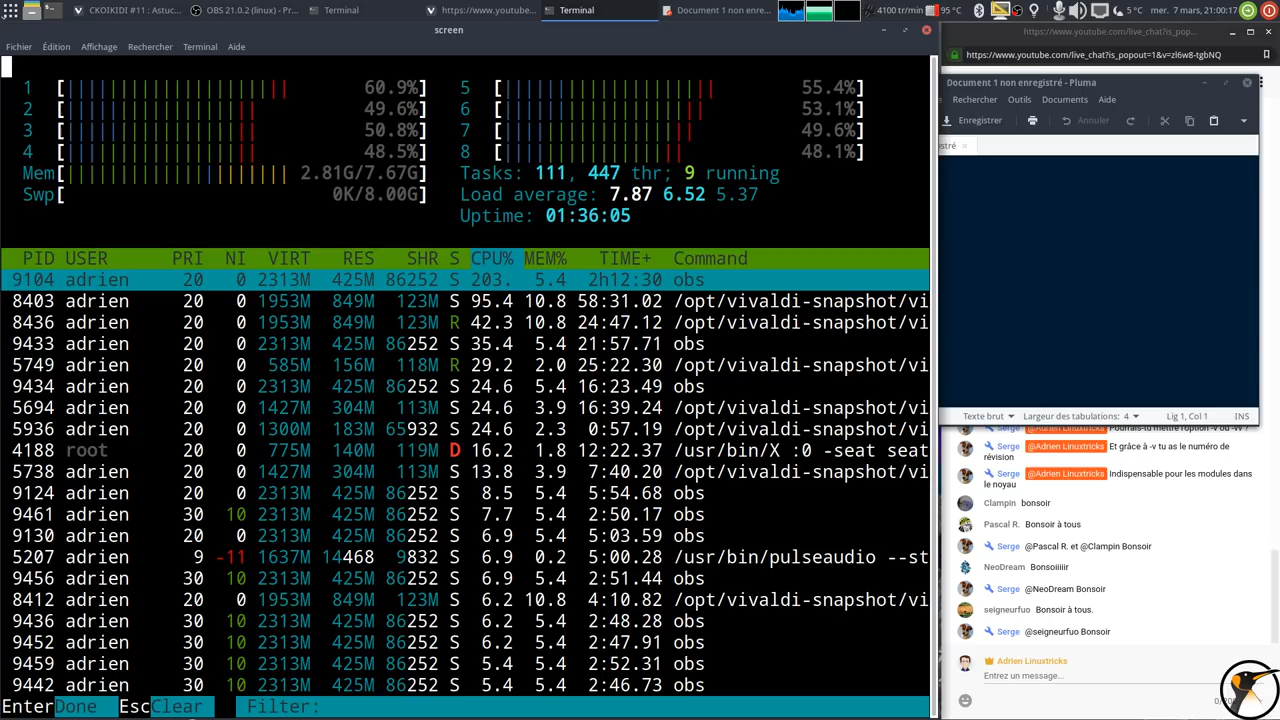 CKOIKIDI #11 : Astuc...
OBS 21.0.2 (linux) - Pr...
Terminal
https://www.youtube...
Terminal
Document 1 non enre...
4100 tr/min
95 °C
5 °C
mer. 7 mars, 21:00:17
screen
Fichier Édition Affichage Rechercher Terminal Aide
1 [ 60.9%] 5 [ 55.4%]
2 [ 49.6%] 6 [ 53.1%]
3 [ 50.8%] 7 [ 49.6%]
4 [ 48.5%] 8 [ 48.1%]
Mem[ 2.81G/7.67G] Tasks: 111, 447 thr; 9 running
Swp[ 0K/8.00G] Load average: 7.87 6.52 5.37
Uptime: 01:36:05
PID USER PRI NI VIRT RES SHR S CPU% MEM% TIME+ Command
9104 adrien 20 0 2313M 425M 86252 S 203. 5.4 2h12:30 obs
8403 adrien 20 0 1953M 849M 123M S 95.4 10.8 58:31.02 /opt/vivaldi-snapshot/vi
8436 adrien 20 0 1953M 849M 123M R 42.3 10.8 24:47.12 /opt/vivaldi-snapshot/vi
9433 adrien 20 0 2313M 425M 86252 S 35.4 5.4 21:57.71 obs
5749 adrien 20 0 585M 156M 118M R 29.2 2.0 25:22.30 marco
9434 adrien 20 0 2313M 425M 86252 S 24.6 5.4 16:23.49 obs
5694 adrien 20 0 1427M 304M 113M S 24.6 3.9 16:39.24 /opt/vivaldi-snapshot/vi
5936 adrien 20 0 1300M 183M 65932 S 24.6 2.3 0:57.19 /opt/vivaldi-snapshot/vi
4188 root 20 0 775M 140M 89M D 16.2 1.8 12:25.20 /usr/bin/X :0 -seat seat
5738 adrien 20 0 1427M 304M 113M S 13.8 3.9 7:40.20 /opt/vivaldi-snapshot/vi
9124 adrien 20 0 2313M 425M 86252 S 8.5 5.4 5:54.68 obs
9461 adrien 30 10 2313M 425M 86252 S 7.7 5.4 2:50.17 obs
9130 adrien 20 0 2313M 425M 86252 S 6.9 5.4 5:03.59 obs
5207 adrien 9 -11 1637M 14468 9832 S 6.9 0.2 5:00.38 /usr/bin/pulseaudio --st
9456 adrien 30 10 2313M 425M 86252 S 6.9 5.4 2:51.44 obs
8412 adrien 20 0 1953M 849M 123M S 6.2 10.8 4:10.82 /opt/vivaldi-snapshot/vi
9436 adrien 30 10 2313M 425M 86252 S 6.2 5.4 2:48.28 obs
9452 adrien 30 10 2313M 425M 86252 S 6.2 5.4 2:47.91 obs
9459 adrien 30 10 2313M 425M 86252 S 5.4 5.4 2:52.31 obs
9442 adrien 30 10 2313M 425M 86252 S 5.4 5.4 2:46.73 obs
EnterDone EscClear Filter:
https://www.youtube.com/live_chat?is_pop...
https://www.youtube.com/live_chat?is_popout=1&v=zl6w8-tgbNQ
Document 1 non enregistré - Pluma
Rechercher Outils Documents Aide
Enregistrer Annuler
stré
Texte brut Largeur des tabulations: 4 Lig 1, Col 1 INS
Serge @Adrien Linuxtricks Pourrais-tu mettre l'option -v ou -vv ?
Serge @Adrien Linuxtricks Et grâce à -v tu as le numéro de
révision
Serge @Adrien Linuxtricks Indispensable pour les modules dans
le noyau
Clampin bonsoir
Pascal R. Bonsoir à tous
Serge @Pascal R. et @Clampin Bonsoir
NeoDream Bonsoiiiiir
Serge @NeoDream Bonsoir
seigneurfuo Bonsoir à tous.
Serge @seigneurfuo Bonsoir
Adrien Linuxtricks
Entrez un message...